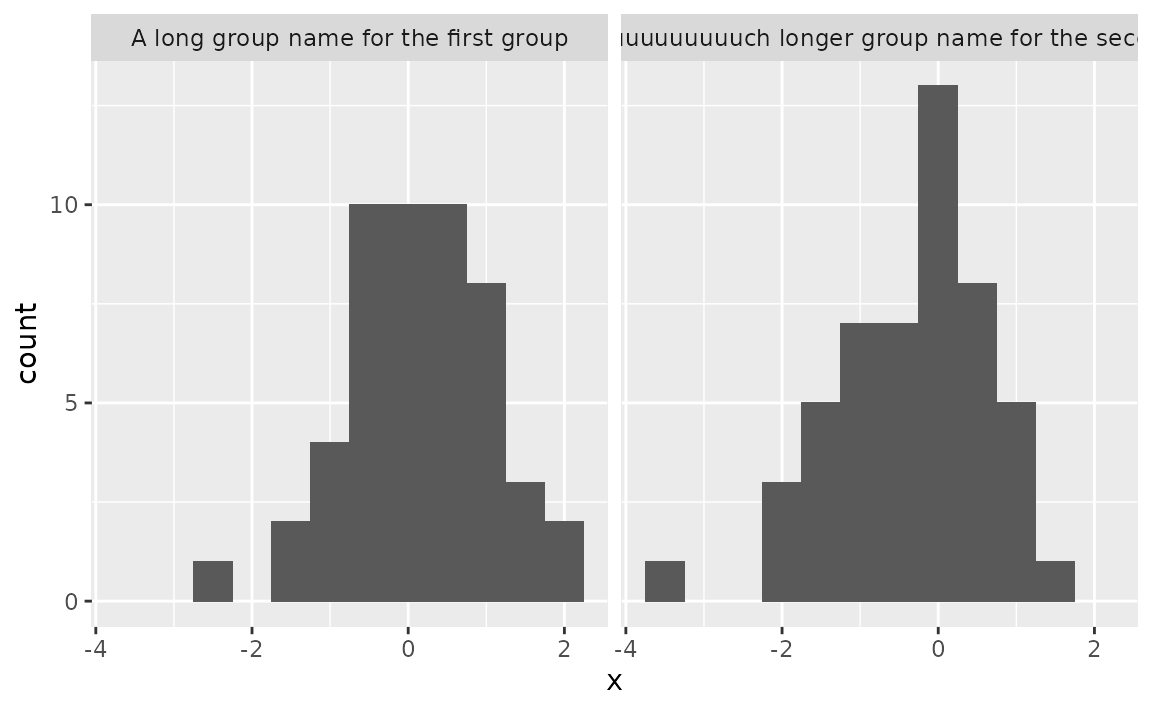 A long group name for the first group
longer group name for the
10
5
0
count
-4 -2 0 2
-4 -2 0 2
x